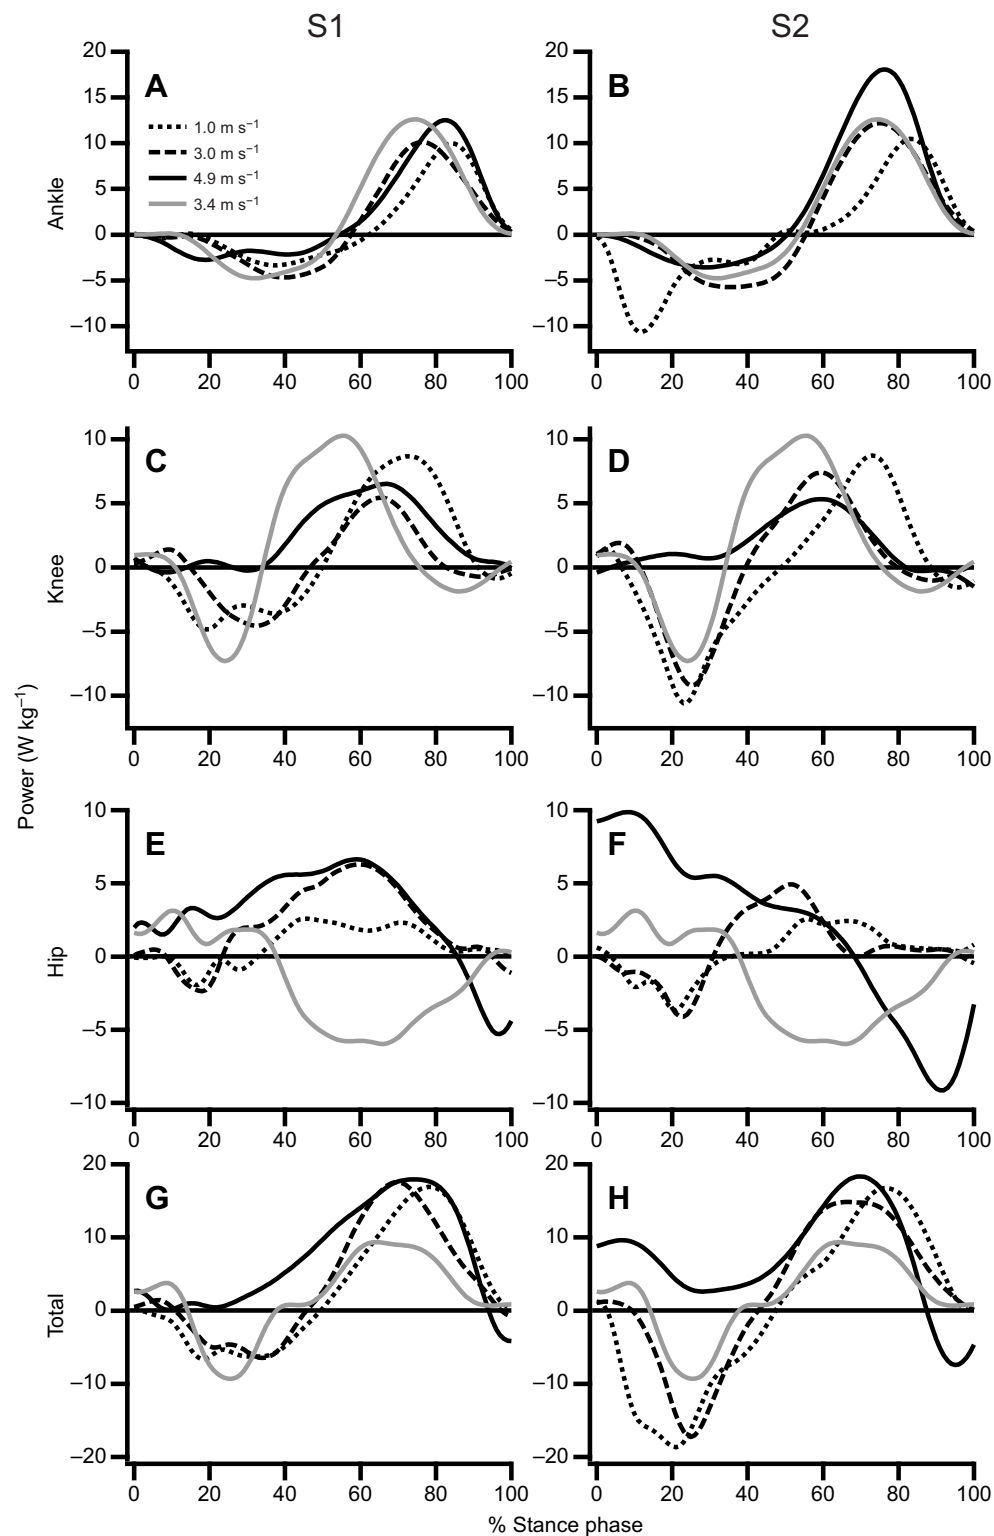 S1 S2
20 20
15 15
10 10
5 5
0 0
–5 –5
–10 –10
A B
1.0 m s–1
3.0 m s–1
4.9 m s–1
3.4 m s–1
Ankle
0 20 40 60 80 100 0 20 40 60 80 100
10 10
5 5
0 0
–5 –5
–10 –10
C D
Knee
0 20 40 60 80 100 0 20 40 60 80 100
Power (W kg–1)
10 10
5 5
0 0
–5 –5
–10 –10
E F
Hip
0 20 40 60 80 100 0 20 40 60 80 100
20 20
10 10
0 0
–10 –10
–20 –20
G H
Total
0 20 40 60 80 100 0 20 40 60 80 100
% Stance phase